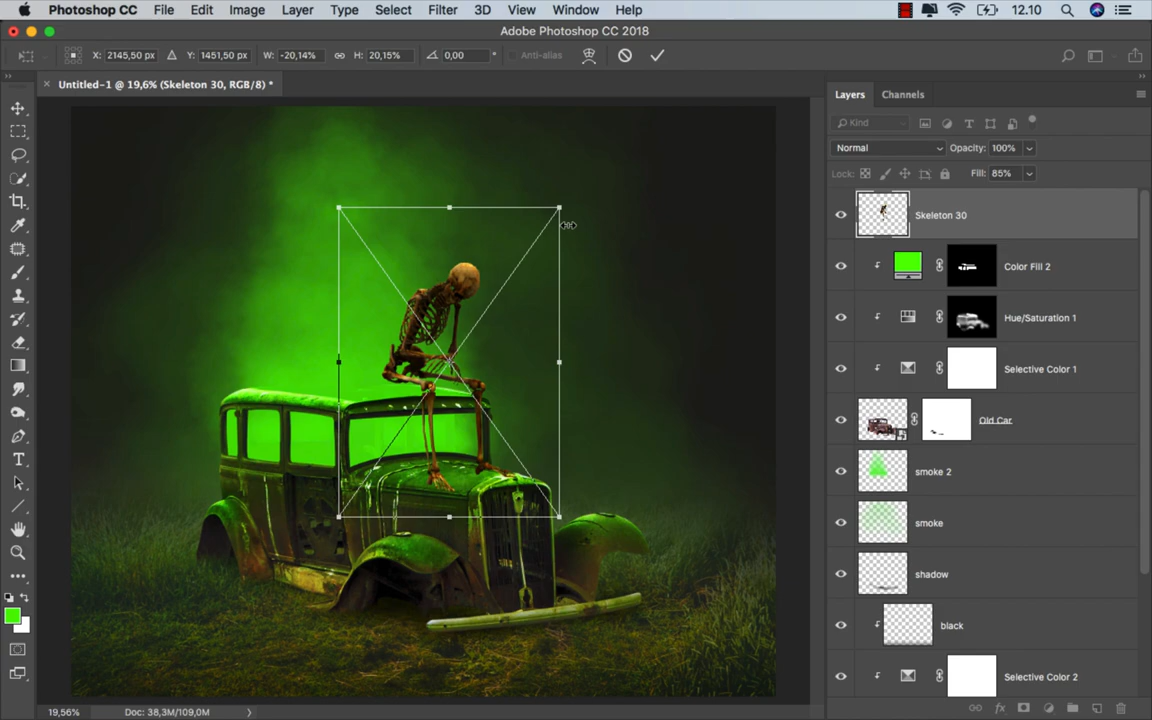 Photoshop CC File Edit Image Layer Type Select Filter 3D View Window Help 12.10
Adobe Photoshop CC 2018
X: 2145,50 px Y: 1451,50 px W: -20,14% H: 20,15% 0,00 ° Anti-alias
Untitled-1 @ 19,6% (Skeleton 30, RGB/8) *
Layers Channels
Kind
Normal Opacity: 100%
Lock: Fill: 85%
Skeleton 30
Color Fill 2
Hue/Saturation 1
Selective Color 1
Old Car
smoke 2
smoke
shadow
black
Selective Color 2
19,56% Doc: 38,3M/109,0M